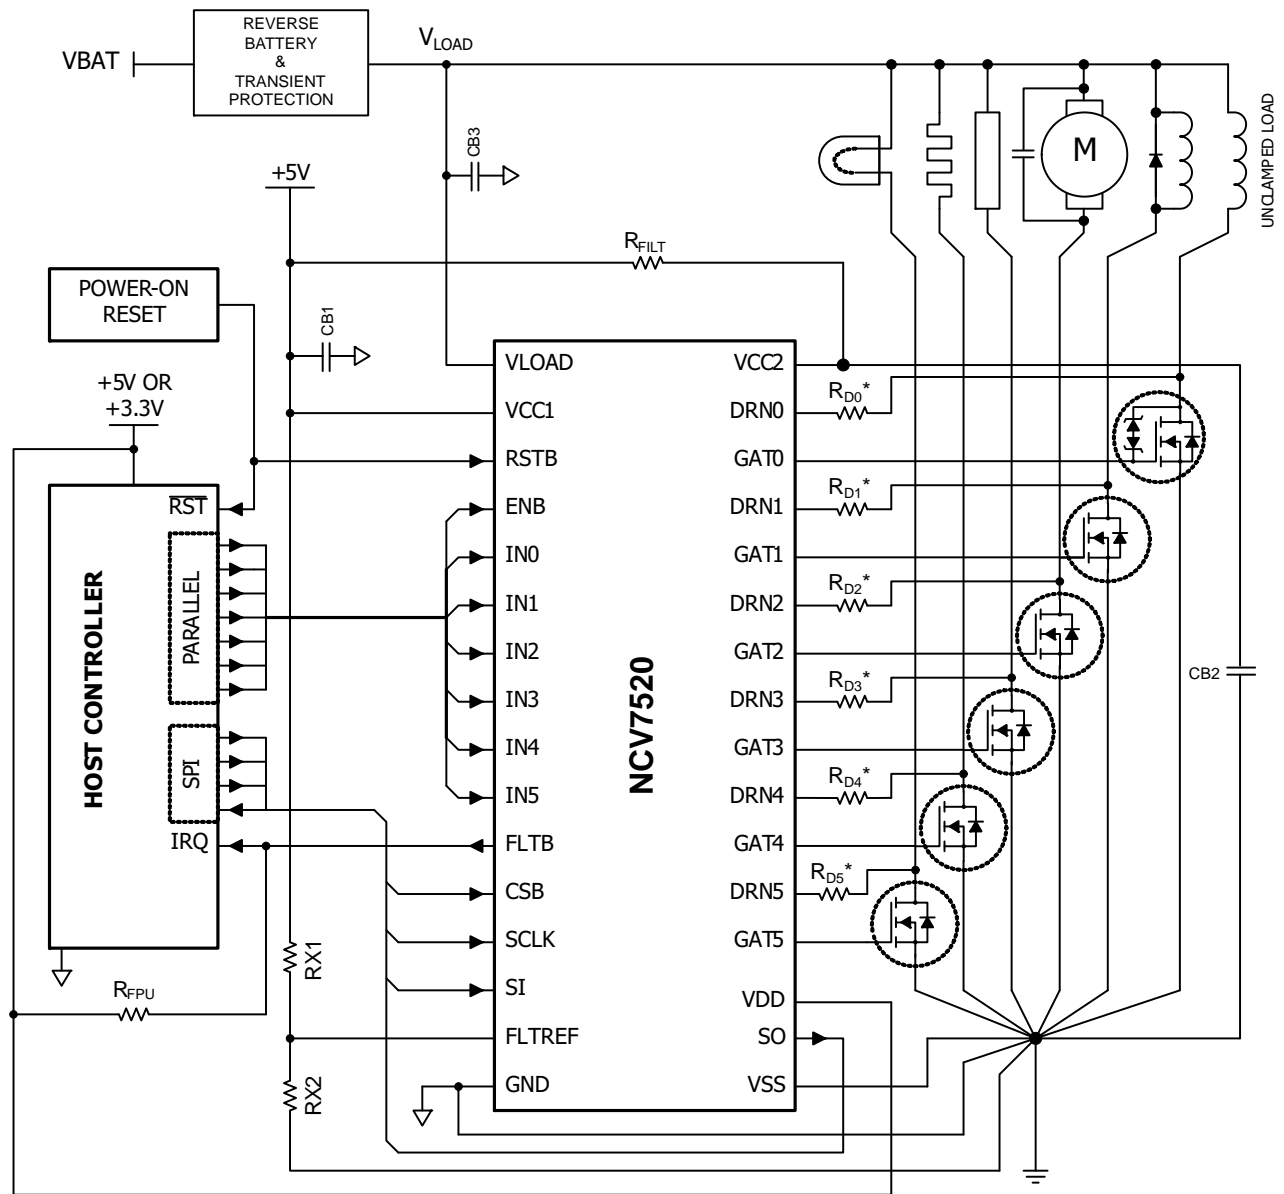 REVERSE
BATTERY
&
TRANSIENT
PROTECTION
VBAT
VLOAD
CB3
+5V
M
UNCLAMPED LOAD
RFILT
POWER-ON
RESET
CB1
+5V OR
+3.3V
HOST CONTROLLER
RST
PARALLEL
SPI
IRQ
RFPU
RX1
RX2
NCV7520
VLOAD
VCC1
RSTB
ENB
IN0
IN1
IN2
IN3
IN4
IN5
FLTB
CSB
SCLK
SI
FLTREF
GND
VCC2
DRN0
GAT0
DRN1
GAT1
DRN2
GAT2
DRN3
GAT3
DRN4
GAT4
DRN5
GAT5
VDD
SO
VSS
RD0*
RD1*
RD2*
RD3*
RD4*
RD5*
CB2